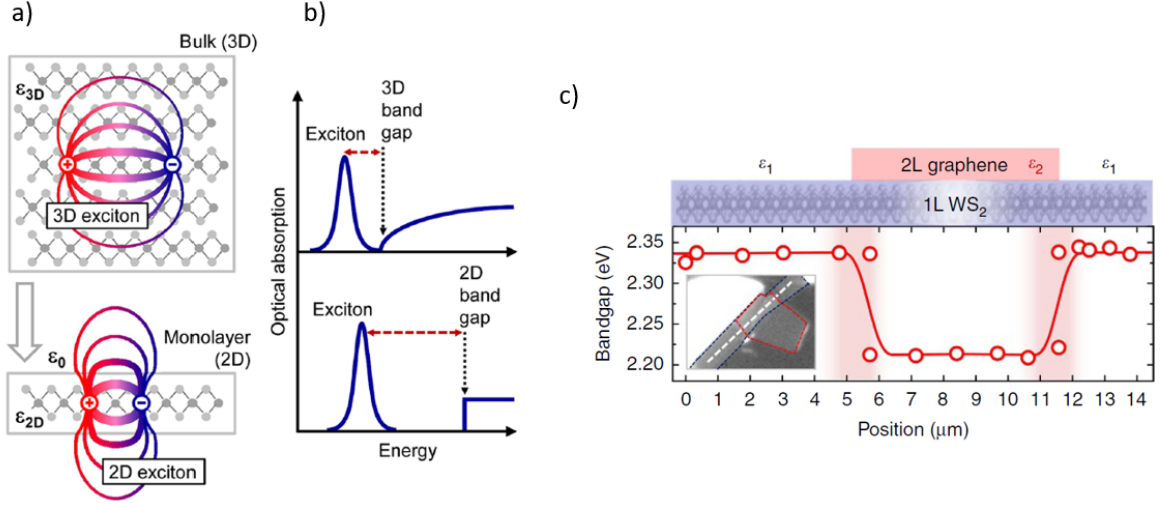 a)
Bulk (3D)
ε3D
+
−
3D exciton
Monolayer
(2D)
ε0
ε2D
+
−
2D exciton
b)
Optical absorption
Exciton
3D
band
gap
Exciton
2D
band
gap
Energy
c)
ε1
2L graphene ε2
ε1
1L WS2
Bandgap (eV)
2.35
2.30
2.25
2.20
0 1 2 3 4 5 6 7 8 9 10 11 12 13 14
Position (μm)